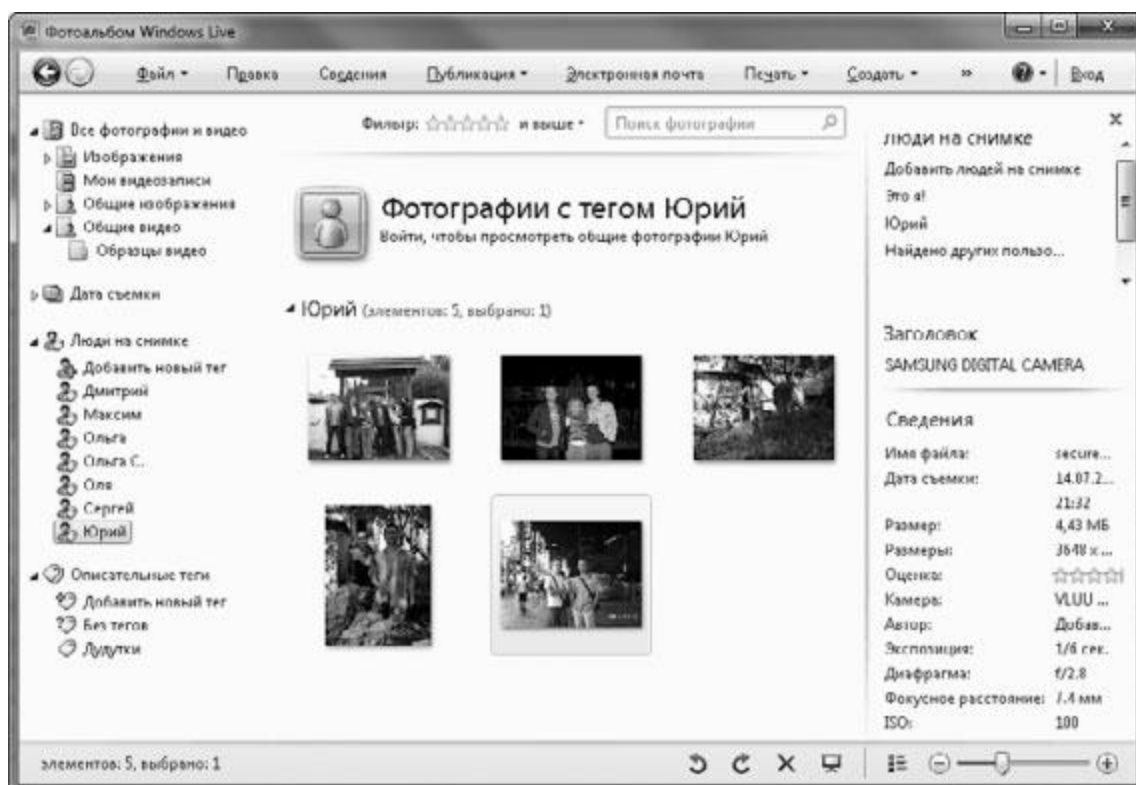 Фотоальбом Windows Live
Файл Правка Сведения Публикация Электронная почта Печать Создать » Вход
Фильтр: и выше Поиск фотографии
Все фотографии и видео
Изображения
Мои видеозаписи
Общие изображения
Общие видео
Образцы видео
Дата съемки
Люди на снимке
Добавить новый тег
Дмитрий
Максим
Ольга
Ольга С.
Оля
Сергей
Юрий
Описательные теги
Добавить новый тег
Без тегов
Лудутки
Фотографии с тегом Юрий
Войти, чтобы просмотреть общие фотографии Юрий
Юрий (элементов: 5, выбрано: 1)
ЛЮДИ НА СНИМКЕ
Добавить людей на снимке
Это я!
Юрий
Найдено других пользо...
Заголовок
SAMSUNG DIGITAL CAMERA
Сведения
Имя файла: secure...
Дата съемки: 14.07.2...
21:32
Размер: 4,43 МБ
Размеры: 3648 x ...
Оценка:
Камера: VLUU ...
Автор: Добав...
Экспозиция: 1/6 сек.
Диафрагма: f/2.8
Фокусное расстояние: 7.4 мм
ISO: 100
элементов: 5, выбрано: 1